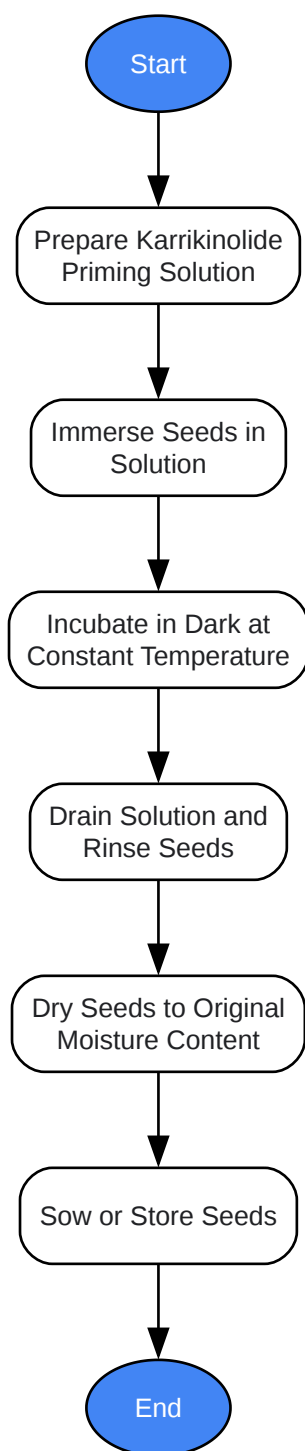 Start
Prepare Karrikinolide
Priming Solution
Immerse Seeds in
Solution
Incubate in Dark at
Constant Temperature
Drain Solution and
Rinse Seeds
Dry Seeds to Original
Moisture Content
Sow or Store Seeds
End